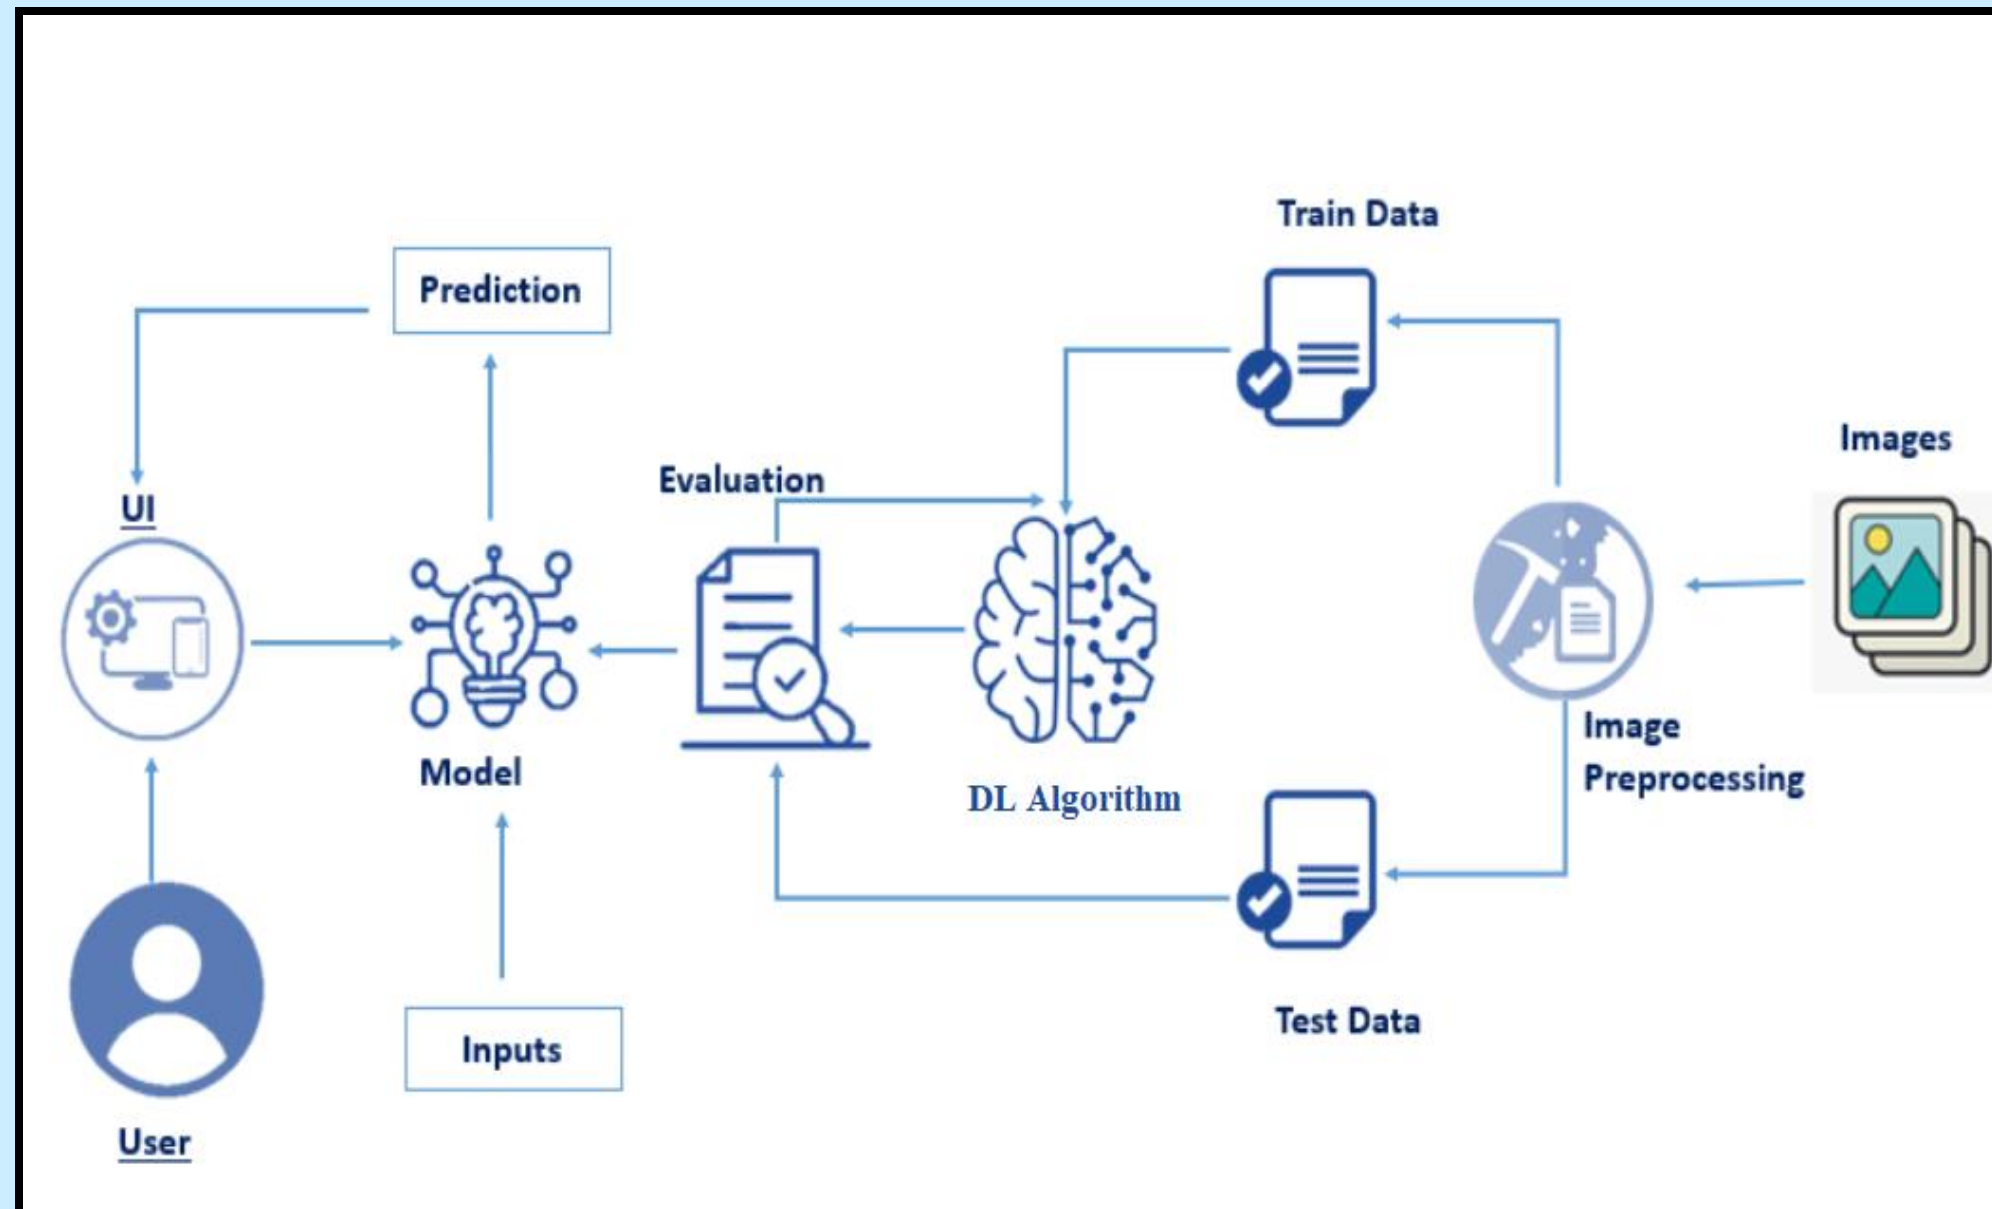 Train Data
Prediction
Images
Evaluation
UI
Image
Preprocessing
Model
DL Algorithm
Test Data
Inputs
User